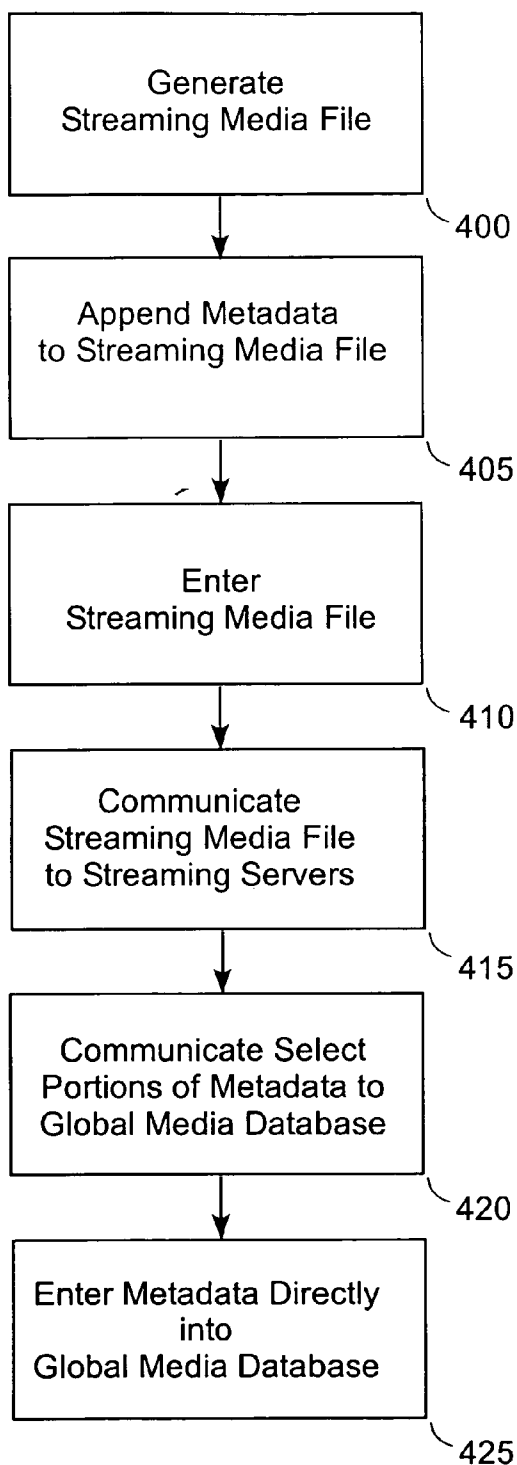 Generate
Streaming Media File
400
Append Metadata
to Streaming Media File
405
Enter
Streaming Media File
410
Communicate
Streaming Media File
to Streaming Servers
415
Communicate Select
Portions of Metadata to
Global Media Database
420
Enter Metadata Directly
into
Global Media Database
425